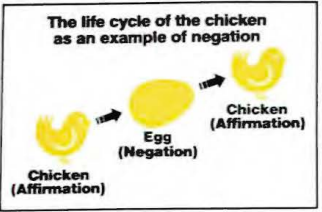 The life cycle of the chicken
as an example of negation
Chicken
(Affirmation)
Egg
(Negation)
Chicken
(Affirmation)